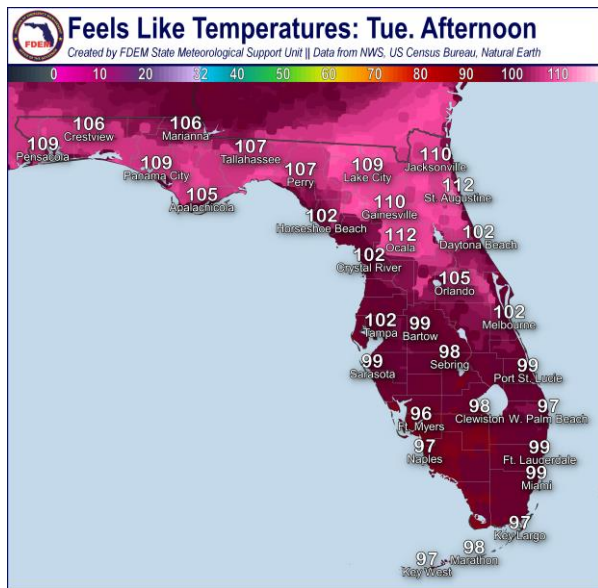 FDEM
Feels Like Temperatures: Tue. Afternoon
Created by FDEM State Meteorological Support Unit || Data from NWS, US Census Bureau, Natural Earth
0 10 20 32 40 50 60 70 80 90 100 110
106
Crestview
106
Marianna
109
Pensacola
107
Tallahassee
109
Panama City
107
Perry
109
Lake City
110
Jacksonville
105
Apalachicola
112
St. Augustine
110
Gainesville
102
Horseshoe Beach
112
Ocala
102
Daytona Beach
102
Crystal River
105
Orlando
102
Melbourne
102
Tampa
99
Bartow
98
Sebring
99
Sarasota
99
Port St. Lucie
96
Ft. Myers
98
Clewiston
97
W. Palm Beach
97
Naples
99
Ft. Lauderdale
99
Miami
97
Key Largo
98
Marathon
97
Key West